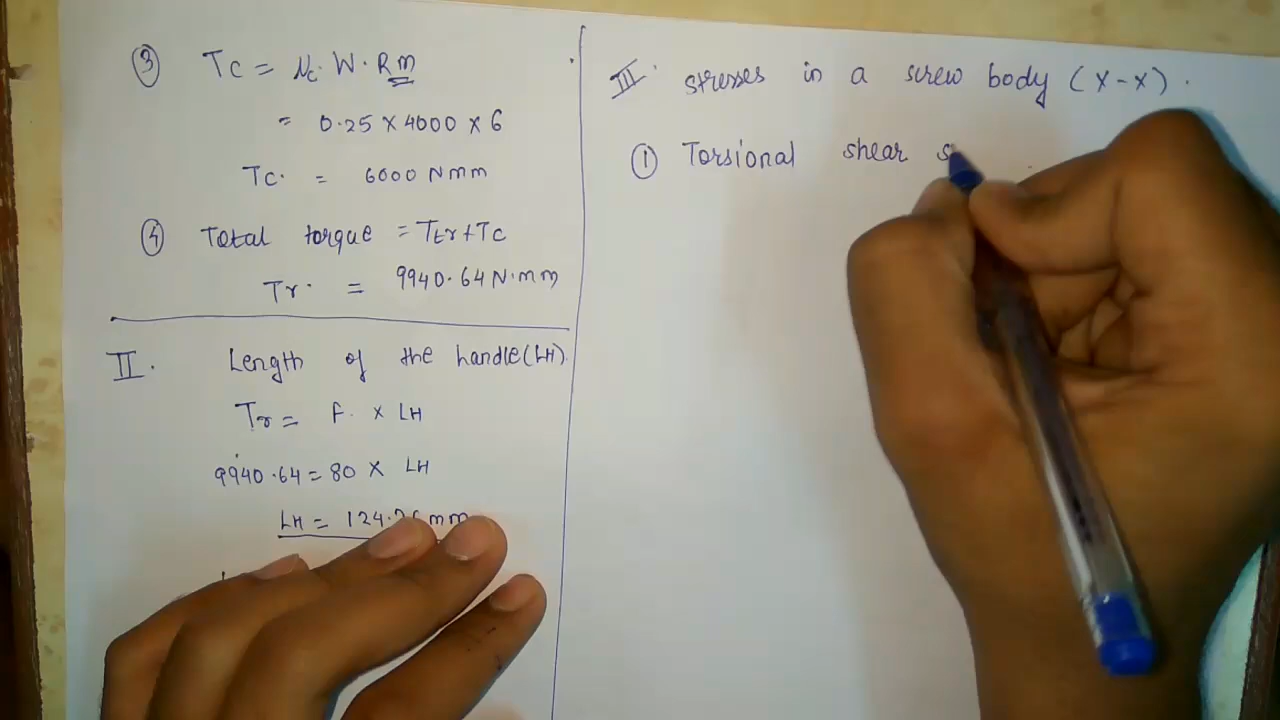 ③ Tc = μc. W. Rm
= 0.25 x 4000 x 6
Tc. = 6000 Nmm
④ Total torque = Ttr+Tc
Tr. = 9940.64 N.mm
II. Length of the handle(LH).
Tr = F. x LH
9940.64 = 80 x LH
LH = mm
III. stresses in a screw body (X-X).
① Torsional shear s